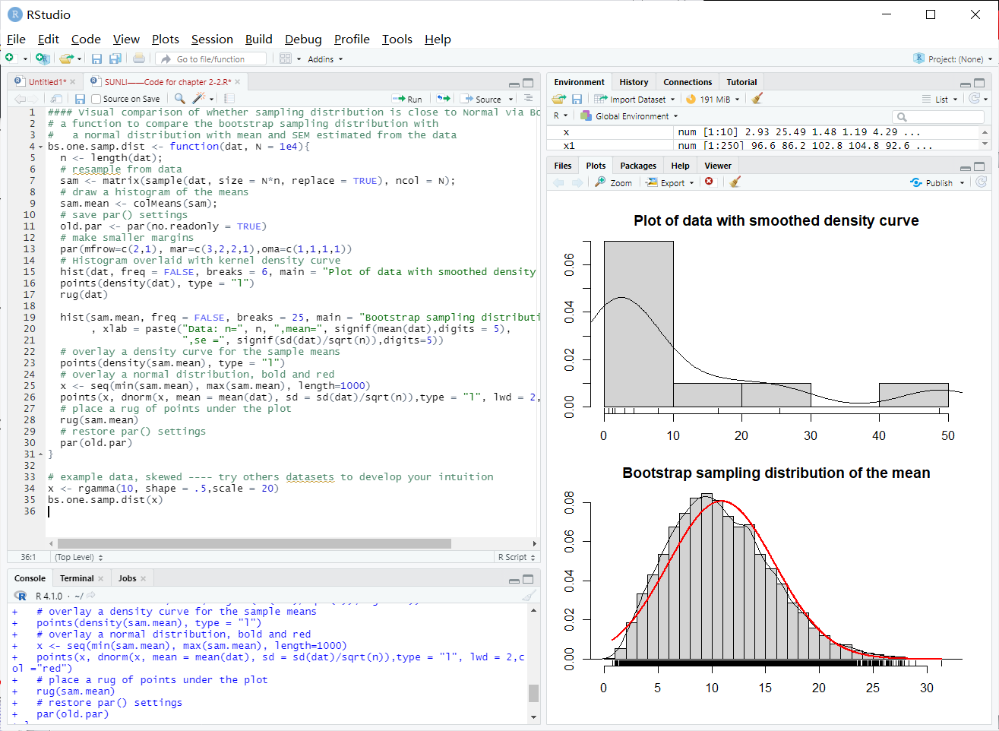 RStudio
File Edit Code View Plots Session Build Debug Profile Tools Help
Go to file/function Addins Project: (None)
Untitled1* SUNLI——Code for chapter 2-2.R*
Source on Save Run Source
1 #### Visual comparison of whether sampling distribution is close to Normal via Bo
2 # a function to compare the bootstrap sampling distribution with
3 #   a normal distribution with mean and SEM estimated from the data
4 bs.one.samp.dist <- function(dat, N = 1e4){
5   n <- length(dat);
6   # resample from data
7   sam <- matrix(sample(dat, size = N*n, replace = TRUE), ncol = N);
8   # draw a histogram of the means
9   sam.mean <- colMeans(sam);
10   # save par() settings
11   old.par <- par(no.readonly = TRUE)
12   # make smaller margins
13   par(mfrow=c(2,1), mar=c(3,2,2,1),oma=c(1,1,1,1))
14   # Histogram overlaid with kernel density curve
15   hist(dat, freq = FALSE, breaks = 6, main = "Plot of data with smoothed density
16   points(density(dat), type = "l")
17   rug(dat)
18
19   hist(sam.mean, freq = FALSE, breaks = 25, main = "Bootstrap sampling distributi
20        , xlab = paste("Data: n=", n, ",mean=", signif(mean(dat),digits = 5),
21                       ",se =", signif(sd(dat)/sqrt(n)),digits=5))
22   # overlay a density curve for the sample means
23   points(density(sam.mean), type = "l")
24   # overlay a normal distribution, bold and red
25   x <- seq(min(sam.mean), max(sam.mean), length=1000)
26   points(x, dnorm(x, mean = mean(dat), sd = sd(dat)/sqrt(n)),type = "l", lwd = 2,
27   # place a rug of points under the plot
28   rug(sam.mean)
29   # restore par() settings
30   par(old.par)
31 }
32
33 # example data, skewed ---- try others datasets to develop your intuition
34 x <- rgamma(10, shape = .5,scale = 20)
35 bs.one.samp.dist(x)
36
36:1 (Top Level) R Script
Console Terminal Jobs
R 4.1.0 · ~/
+   # overlay a density curve for the sample means
+   points(density(sam.mean), type = "l")
+   # overlay a normal distribution, bold and red
+   x <- seq(min(sam.mean), max(sam.mean), length=1000)
+   points(x, dnorm(x, mean = mean(dat), sd = sd(dat)/sqrt(n)),type = "l", lwd = 2,c
ol ="red")
+   # place a rug of points under the plot
+   rug(sam.mean)
+   # restore par() settings
+   par(old.par)
Environment History Connections Tutorial
Import Dataset 191 MiB List
R Global Environment
x num [1:10] 2.93 25.49 1.48 1.19 4.29 ...
x1 num [1:250] 96.6 86.2 102.8 104.8 92.6 ...
Files Plots Packages Help Viewer
Zoom Export Publish
Plot of data with smoothed density curve
0.06
0.04
0.02
0.00
0 10 20 30 40 50
Bootstrap sampling distribution of the mean
0.08
0.06
0.04
0.02
0.00
0 5 10 15 20 25 30